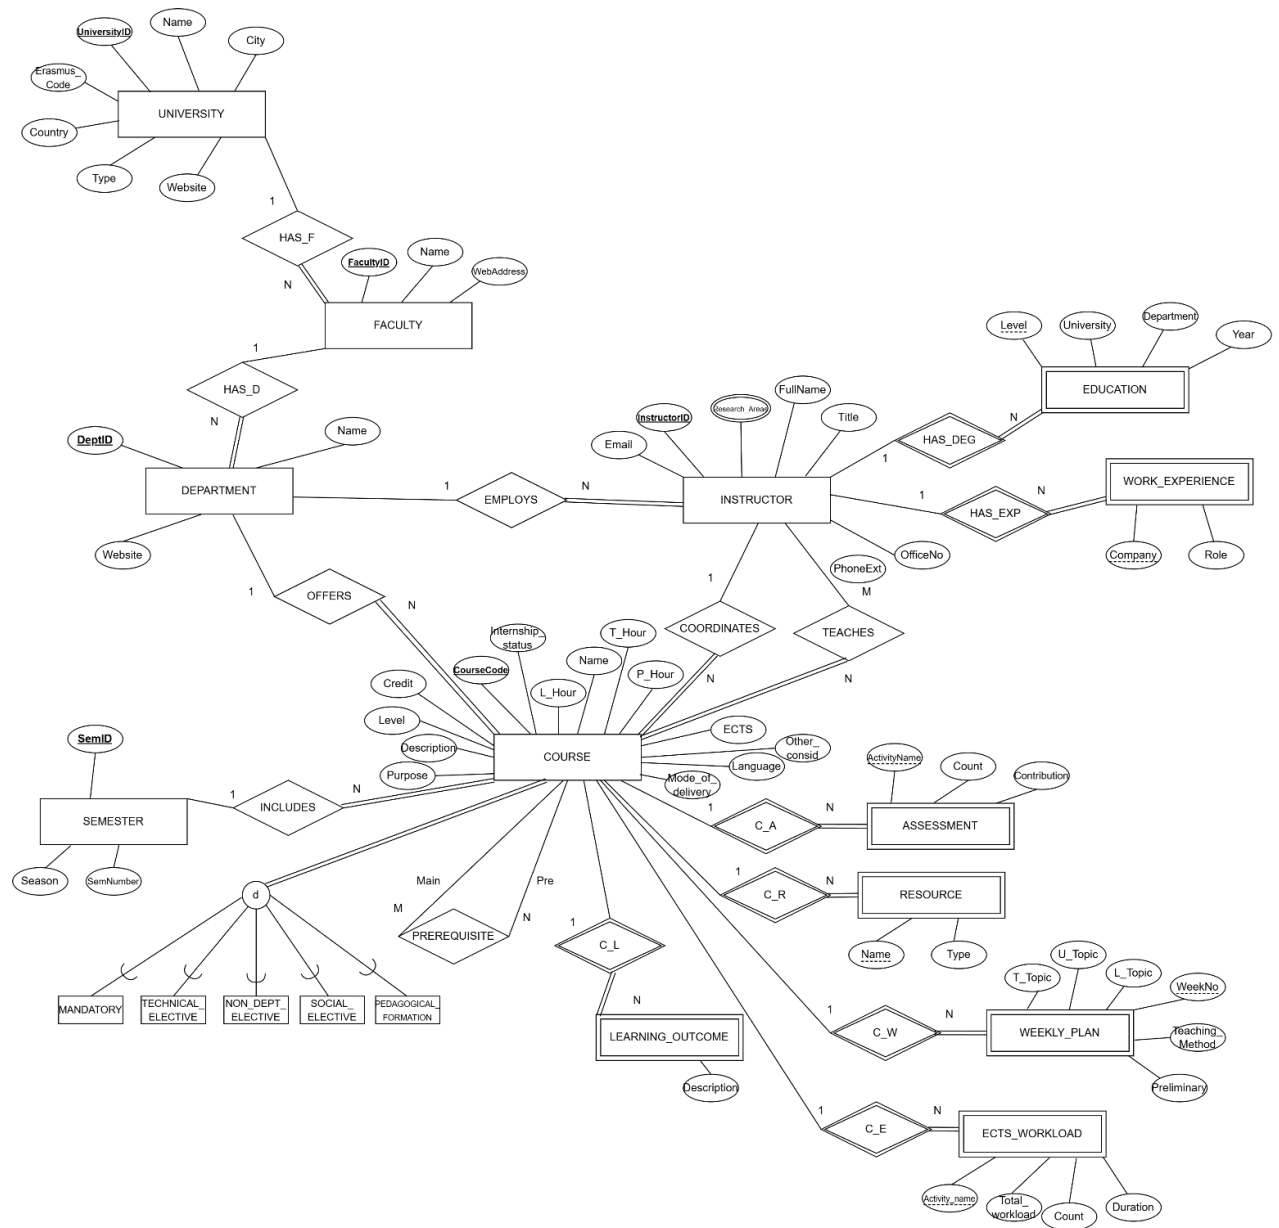 UniversityID
Name
City
Erasmus_
Code
UNIVERSITY
Country
Type
Website
1
HAS_F
N
FacultyID
Name
WebAddress
FACULTY
1
HAS_D
N
DeptID
Name
DEPARTMENT
Website
1
EMPLOYS
N
Email
InstructorID
Research_Areas
FullName
Title
INSTRUCTOR
OfficeNo
PhoneExt
1
HAS_DEG
N
Level
University
Department
Year
EDUCATION
1
HAS_EXP
N
WORK_EXPERIENCE
Company
Role
1
OFFERS
N
1
COORDINATES
N
M
TEACHES
N
Internship_
status
T_Hour
Name
CourseCode
L_Hour
P_Hour
Credit
Level
Description
Purpose
COURSE
ECTS
Other_
consid
Language
Mode_of_
delivery
SemID
SEMESTER
Season
SemNumber
1
INCLUDES
N
d
MANDATORY
TECHNICAL_
ELECTIVE
NON_DEPT_
ELECTIVE
SOCIAL_
ELECTIVE
PEDAGOGICAL_
FORMATION
Main
Pre
M
N
PREREQUISITE
1
C_L
N
LEARNING_OUTCOME
Description
1
C_A
N
ActivityName
Count
Contribution
ASSESSMENT
1
C_R
N
RESOURCE
Name
Type
1
C_W
N
T_Topic
U_Topic
L_Topic
WeekNo
WEEKLY_PLAN
Teaching_
Method
Preliminary
1
C_E
N
ECTS_WORKLOAD
Activity_name
Total_
workload
Count
Duration